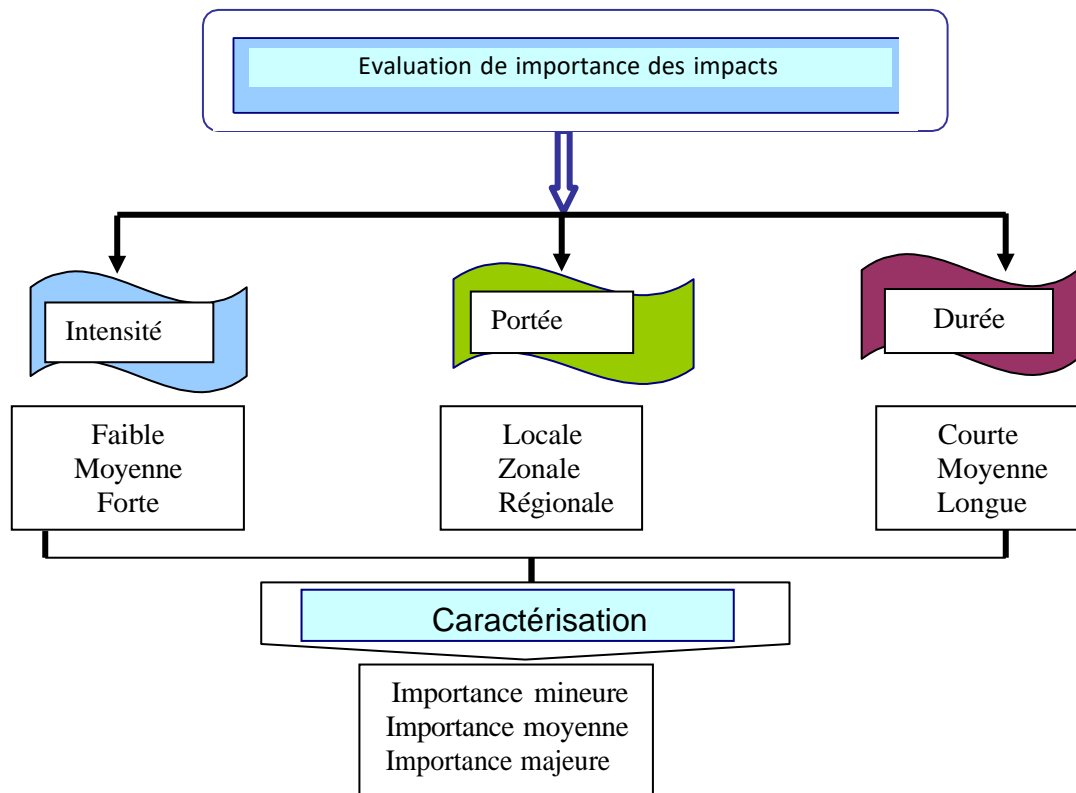 Evaluation de importance des impacts
Intensité
Portée
Durée
Faible
Moyenne
Forte
Locale
Zonale
Régionale
Courte
Moyenne
Longue
Caractérisation
Importance mineure
Importance moyenne
Importance majeure